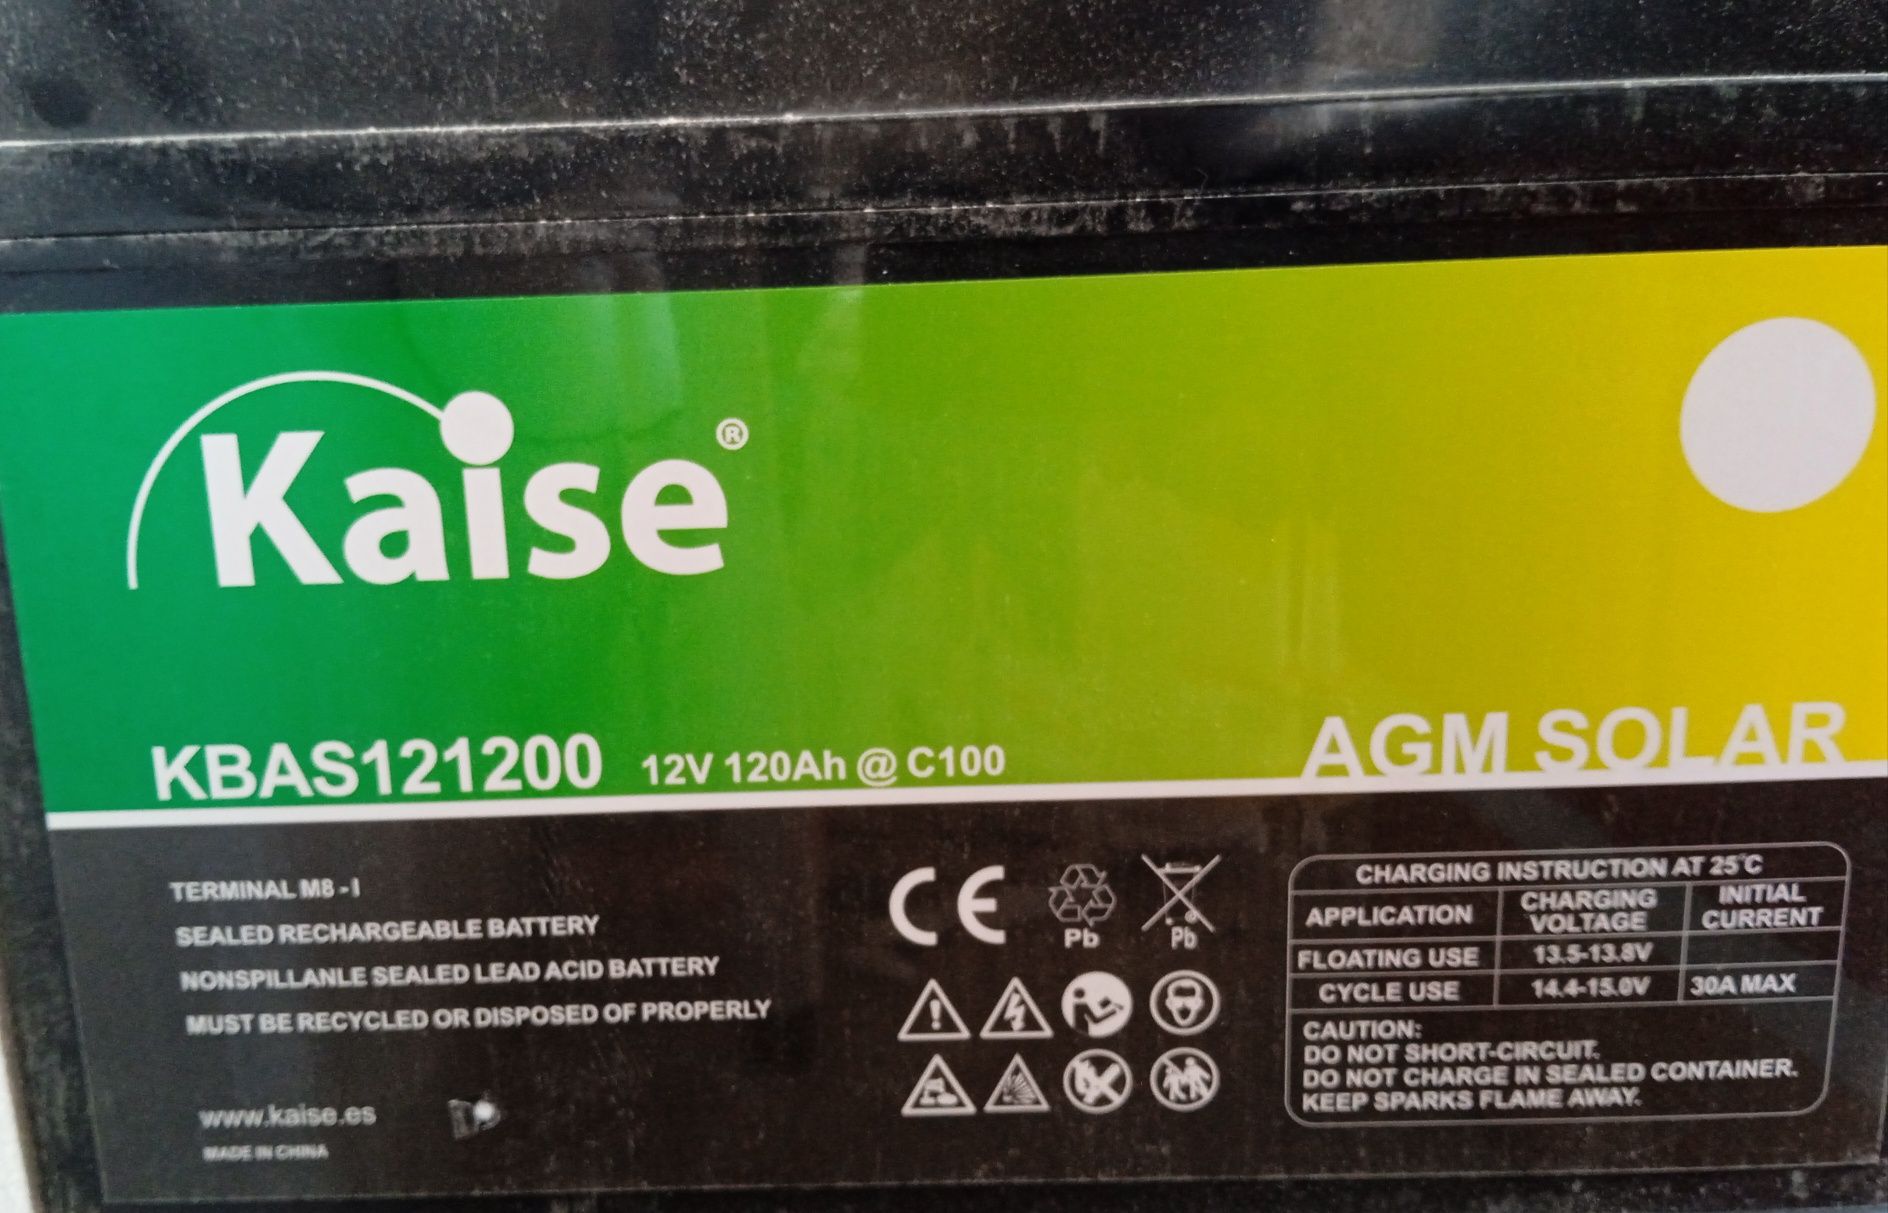 Kaise®
KBAS121200 12V 120Ah @ C100
AGM SOLAR
TERMINAL M8 - I
SEALED RECHARGEABLE BATTERY
NONSPILLANLE SEALED LEAD ACID BATTERY
MUST BE RECYCLED OR DISPOSED OF PROPERLY
www.kaise.es
MADE IN CHINA
CE
Pb
Pb
CHARGING INSTRUCTION AT 25°C
APPLICATION CHARGING VOLTAGE INITIAL CURRENT
FLOATING USE 13.5-13.8V
CYCLE USE 14.4-15.0V 30A MAX
CAUTION:
DO NOT SHORT-CIRCUIT.
DO NOT CHARGE IN SEALED CONTAINER.
KEEP SPARKS FLAME AWAY.